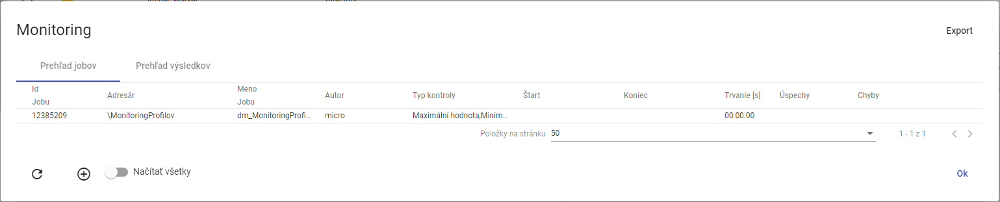 Monitoring
Export
Prehľad jobov
Prehľad výsledkov
Id Jobu
Adresár
Meno Jobu
Autor
Typ kontroly
Štart
Koniec
Trvanie [s]
Úspechy
Chyby
12385209
\MonitoringProfilov
dm_MonitoringProfi...
micro
Maximální hodnota,Minim...
00:00:00
Položky na stránku
50
1 - 1 z 1
Načítať všetky
Ok